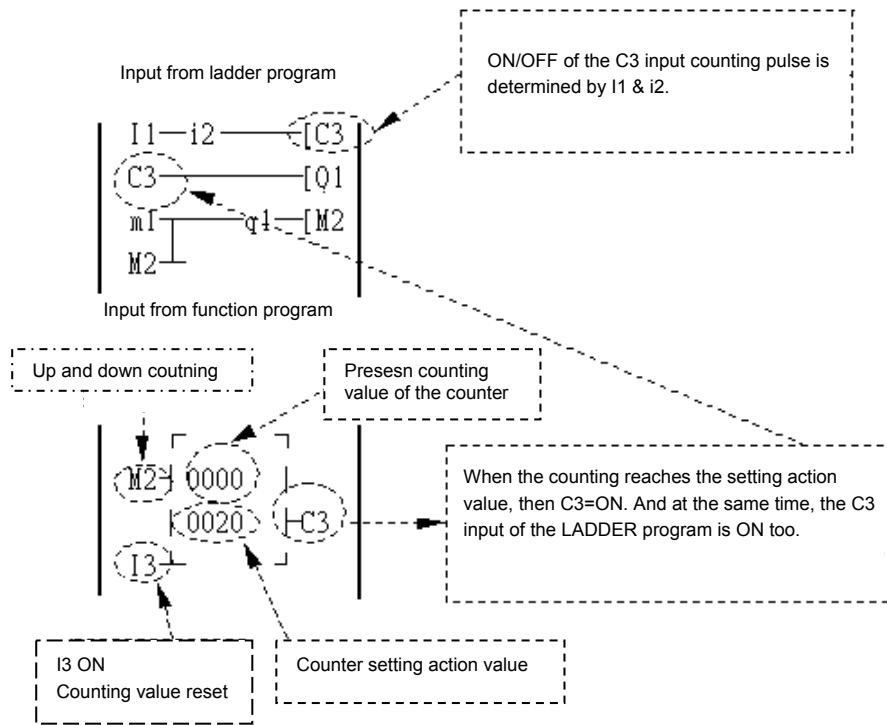 Input from ladder program
ON/OFF of the C3 input counting pulse is
determined by I1 & i2.
I1 i2 [C3
C3 [Q1
m1 q1 [M2
M2
Input from function program
Up and down coutning
Presesn counting
value of the counter
M2 0000
0020 C3
I3
When the counting reaches the setting action
value, then C3=ON. And at the same time, the C3
input of the LADDER program is ON too.
I3 ON
Counting value reset
Counter setting action value